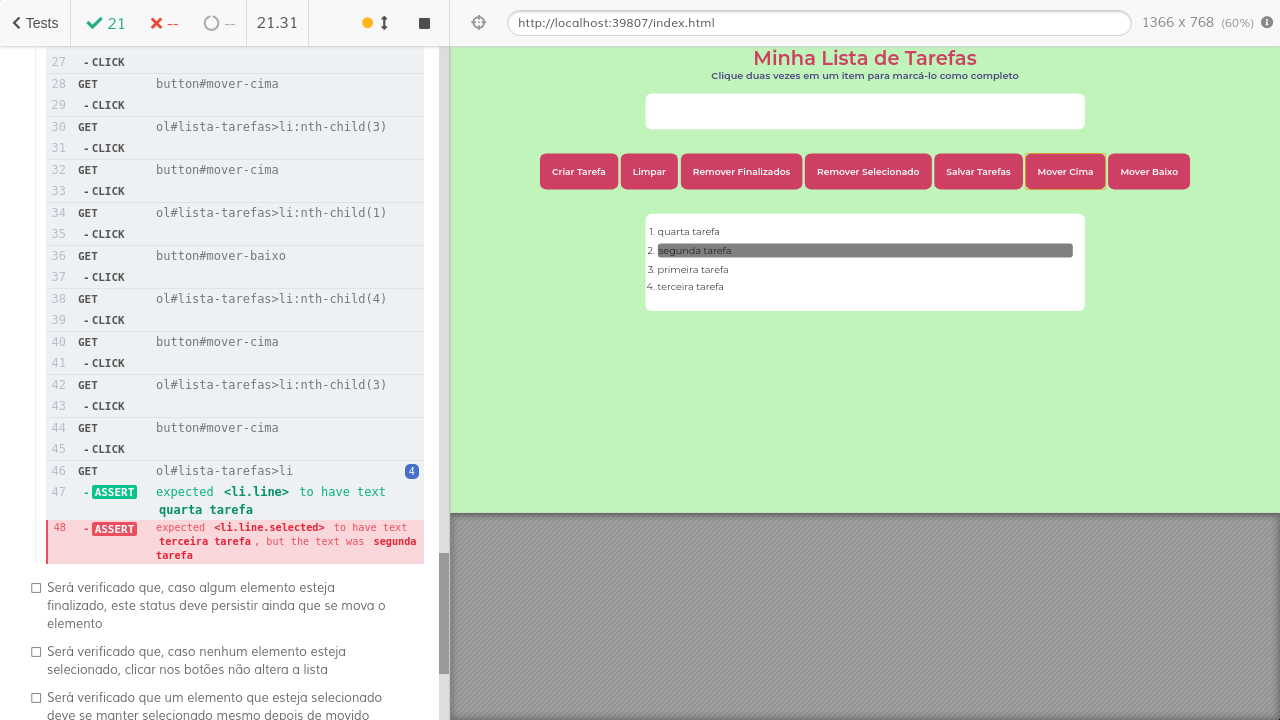 Tests
21
--
--
21.31
http://localhost:39807/index.html
1366 x 768 (60%)
27 - CLICK
28 GET button#mover-cima
29 - CLICK
30 GET ol#lista-tarefas>li:nth-child(3)
31 - CLICK
32 GET button#mover-cima
33 - CLICK
34 GET ol#lista-tarefas>li:nth-child(1)
35 - CLICK
36 GET button#mover-baixo
37 - CLICK
38 GET ol#lista-tarefas>li:nth-child(4)
39 - CLICK
40 GET button#mover-cima
41 - CLICK
42 GET ol#lista-tarefas>li:nth-child(3)
43 - CLICK
44 GET button#mover-cima
45 - CLICK
46 GET ol#lista-tarefas>li 4
47 - ASSERT expected <li.line> to have text
quarta tarefa
48 - ASSERT expected <li.line.selected> to have text
terceira tarefa, but the text was segunda
tarefa
Será verificado que, caso algum elemento esteja
finalizado, este status deve persistir ainda que se mova o
elemento
Será verificado que, caso nenhum elemento esteja
selecionado, clicar nos botões não altera a lista
Será verificado que um elemento que esteja selecionado
deve se manter selecionado mesmo depois de movido
Minha Lista de Tarefas
Clique duas vezes em um item para marcá-lo como completo
Criar Tarefa
Limpar
Remover Finalizados
Remover Selecionado
Salvar Tarefas
Mover Cima
Mover Baixo
1. quarta tarefa
2. segunda tarefa
3. primeira tarefa
4. terceira tarefa